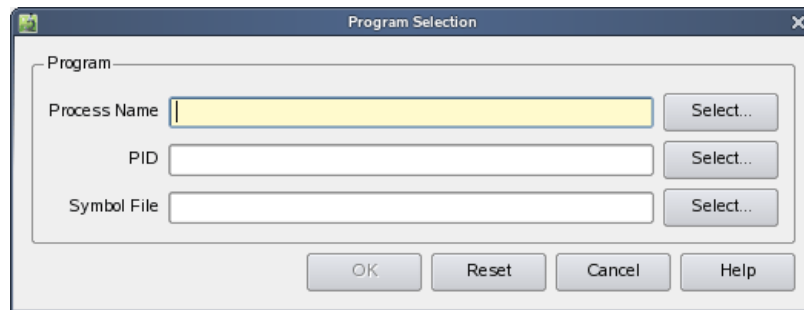 Program Selection
Program
Process Name
Select...
PID
Select...
Symbol File
Select...
OK
Reset
Cancel
Help